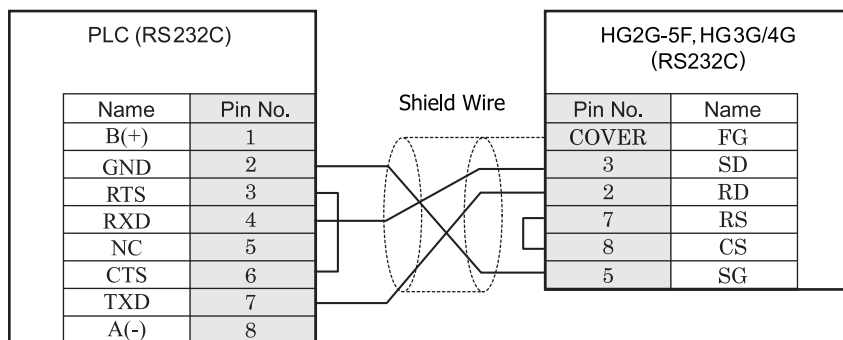 PLC (RS232C)
Name Pin No.
B(+) 1
GND 2
RTS 3
RXD 4
NC 5
CTS 6
TXD 7
A(-) 8
Shield Wire
HG2G-5F, HG3G/4G
(RS232C)
Pin No. Name
COVER FG
3 SD
2 RD
7 RS
8 CS
5 SG